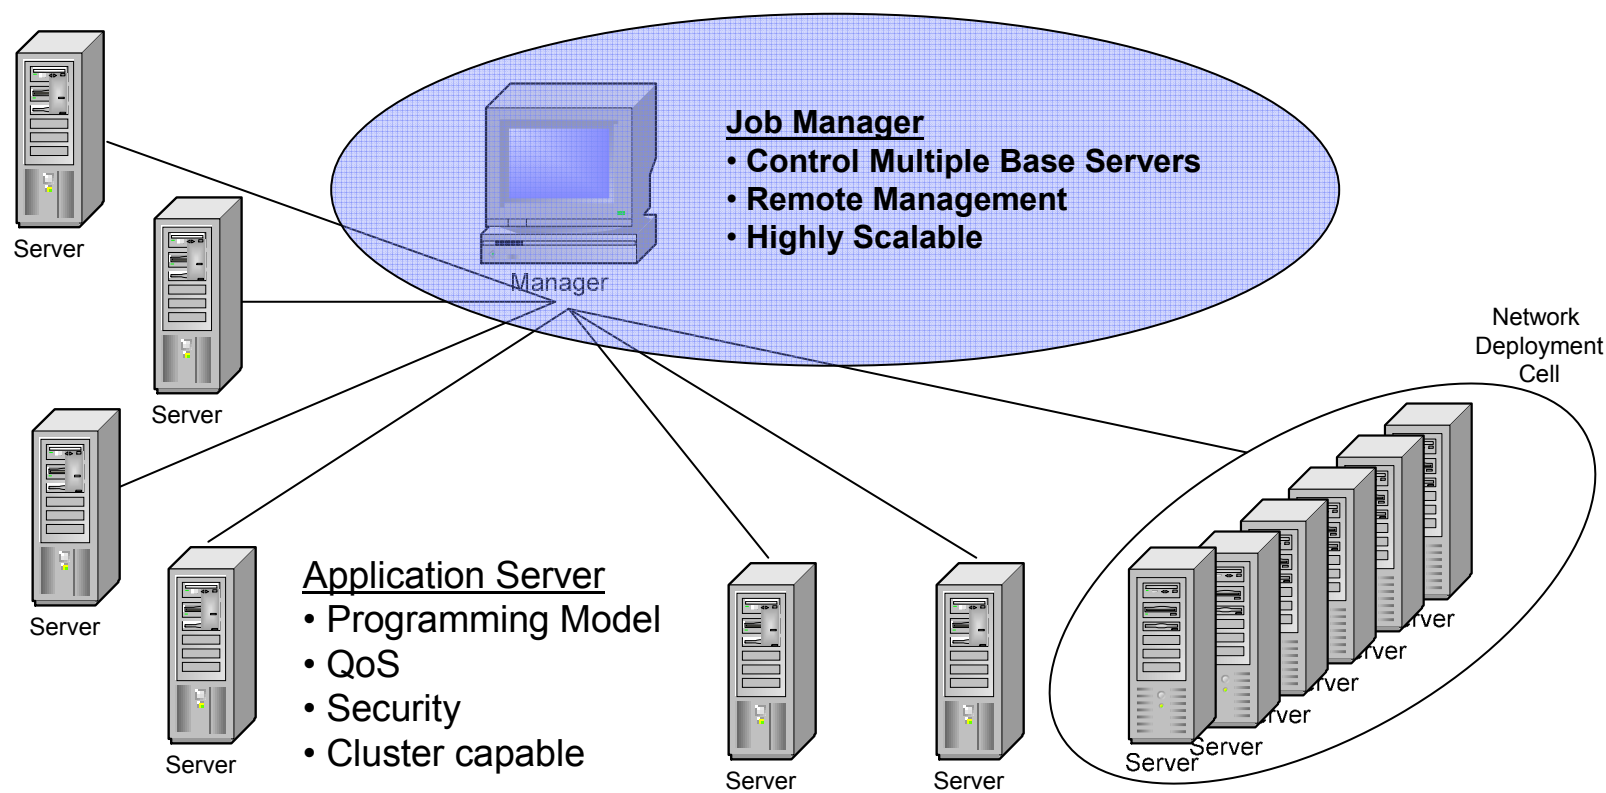 Job Manager
• Control Multiple Base Servers
• Remote Management
• Highly Scalable
Manager
Server
Server
Server
Server
Application Server
• Programming Model
• QoS
• Security
• Cluster capable
Server
Server
Network
Deployment
Cell
Server
Server